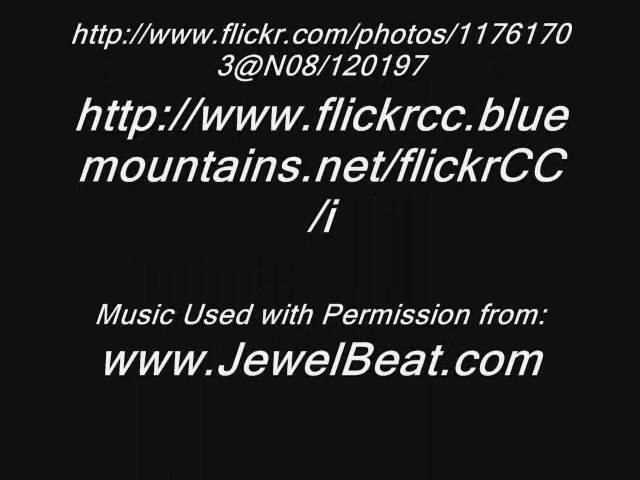 http://www.flickr.com/photos/1176170
3@N08/120197
http://www.flickrcc.blue
mountains.net/flickrCC
/i
Music Used with Permission from:
www.JewelBeat.com